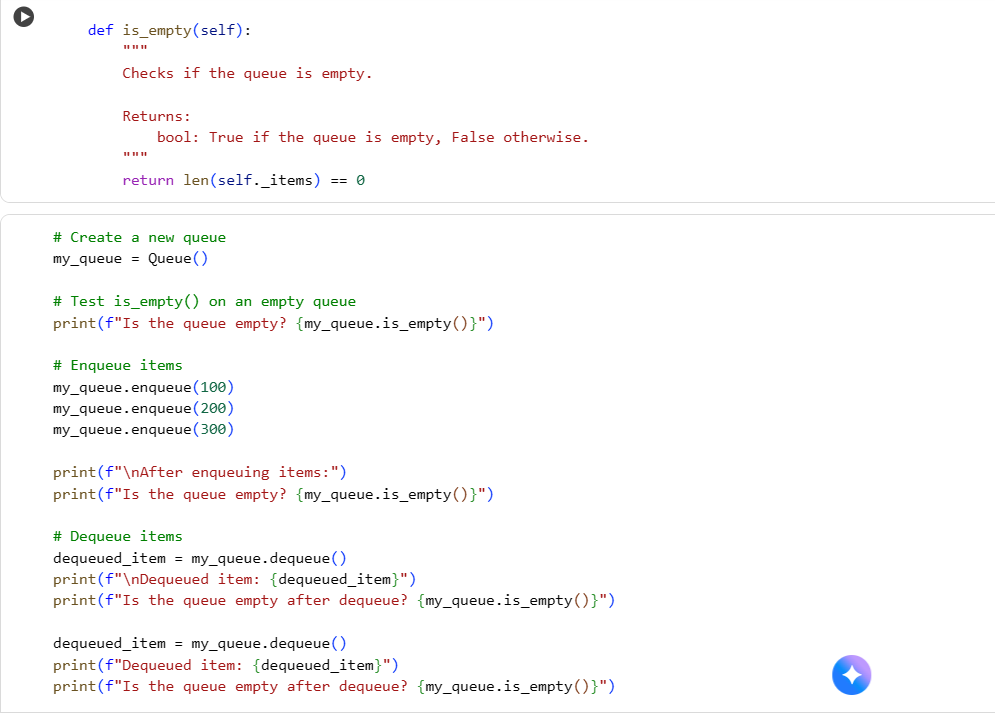 def is_empty(self):
"""
Checks if the queue is empty.
Returns:
bool: True if the queue is empty, False otherwise.
"""
return len(self._items) == 0
# Create a new queue
my_queue = Queue()
# Test is_empty() on an empty queue
print(f"Is the queue empty? {my_queue.is_empty()}")
# Enqueue items
my_queue.enqueue(100)
my_queue.enqueue(200)
my_queue.enqueue(300)
print(f"\nAfter enqueuing items:")
print(f"Is the queue empty? {my_queue.is_empty()}")
# Dequeue items
dequeued_item = my_queue.dequeue()
print(f"\nDequeued item: {dequeued_item}")
print(f"Is the queue empty after dequeue? {my_queue.is_empty()}")
dequeued_item = my_queue.dequeue()
print(f"Dequeued item: {dequeued_item}")
print(f"Is the queue empty after dequeue? {my_queue.is_empty()}")